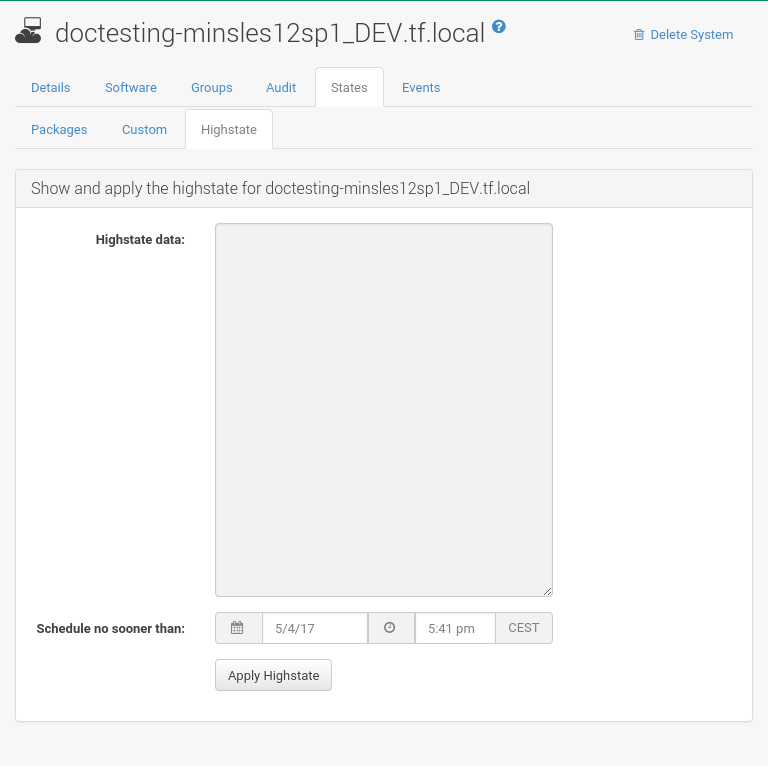 doctesting-minsles12sp1_DEV.tf.local ?
Delete System
Details Software Groups Audit States Events
Packages Custom Highstate
Show and apply the highstate for doctesting-minsles12sp1_DEV.tf.local
Highstate data:
Schedule no sooner than: 5/4/17 5:41 pm CEST
Apply Highstate